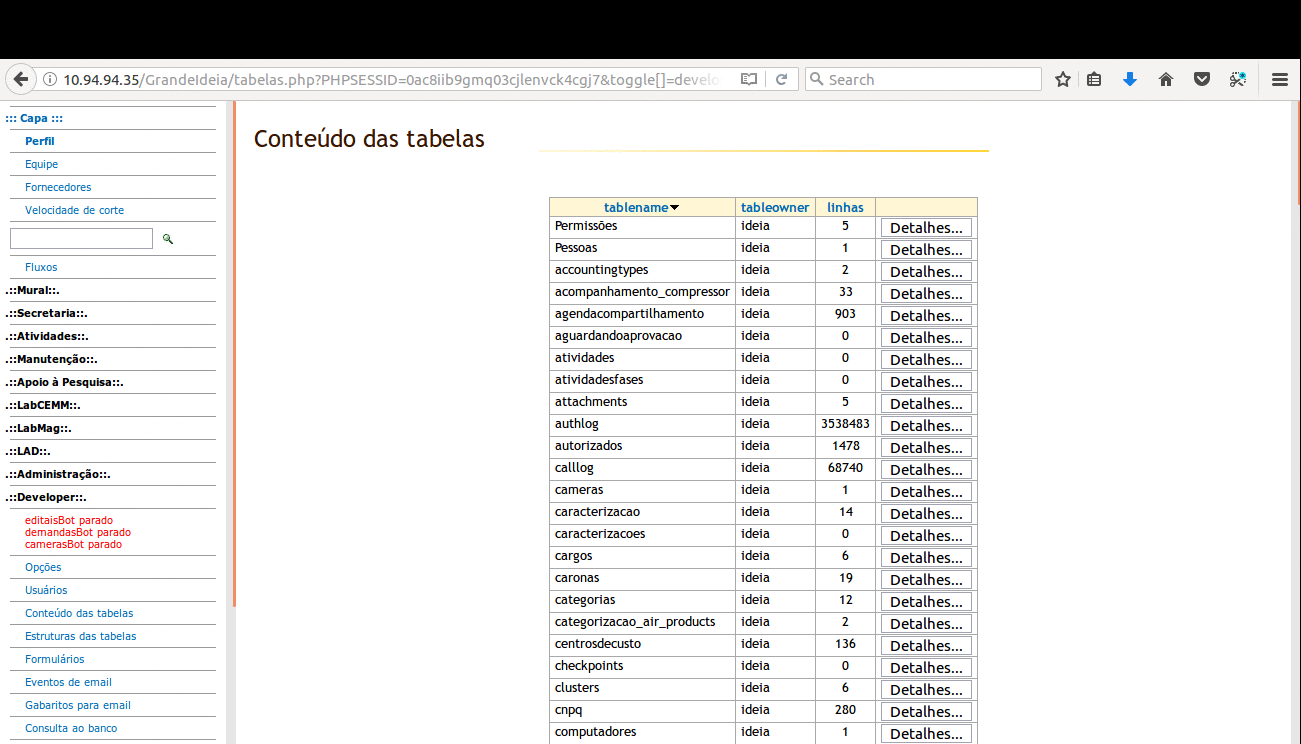 10.94.94.35/GrandeIdeia/tabelas.php?PHPSESSID=0ac8iib9gmq03cjlenvck4cgj7&toggle[]=develo
Search
::: Capa :::
Perfil
Equipe
Fornecedores
Velocidade de corte
Fluxos
.::Mural::.
.::Secretaria::.
.::Atividades::.
.::Manutenção::.
.::Apoio à Pesquisa::.
.::LabCEMM::.
.::LabMag::.
.::LAD::.
.::Administração::.
.::Developer::.
editaisBot parado
demandasBot parado
camerasBot parado
Opções
Usuários
Conteúdo das tabelas
Estruturas das tabelas
Formulários
Eventos de email
Gabaritos para email
Consulta ao banco
Conteúdo das tabelas
tablename tableowner linhas
Permissões ideia 5 Detalhes...
Pessoas ideia 1 Detalhes...
accountingtypes ideia 2 Detalhes...
acompanhamento_compressor ideia 33 Detalhes...
agendacompartilhamento ideia 903 Detalhes...
aguardandoaprovacao ideia 0 Detalhes...
atividades ideia 0 Detalhes...
atividadesfases ideia 0 Detalhes...
attachments ideia 5 Detalhes...
authlog ideia 3538483 Detalhes...
autorizados ideia 1478 Detalhes...
calllog ideia 68740 Detalhes...
cameras ideia 1 Detalhes...
caracterizacao ideia 14 Detalhes...
caracterizacoes ideia 0 Detalhes...
cargos ideia 6 Detalhes...
caronas ideia 19 Detalhes...
categorias ideia 12 Detalhes...
categorizacao_air_products ideia 2 Detalhes...
centrosdecusto ideia 136 Detalhes...
checkpoints ideia 0 Detalhes...
clusters ideia 6 Detalhes...
cnpq ideia 280 Detalhes...
computadores ideia 1 Detalhes...